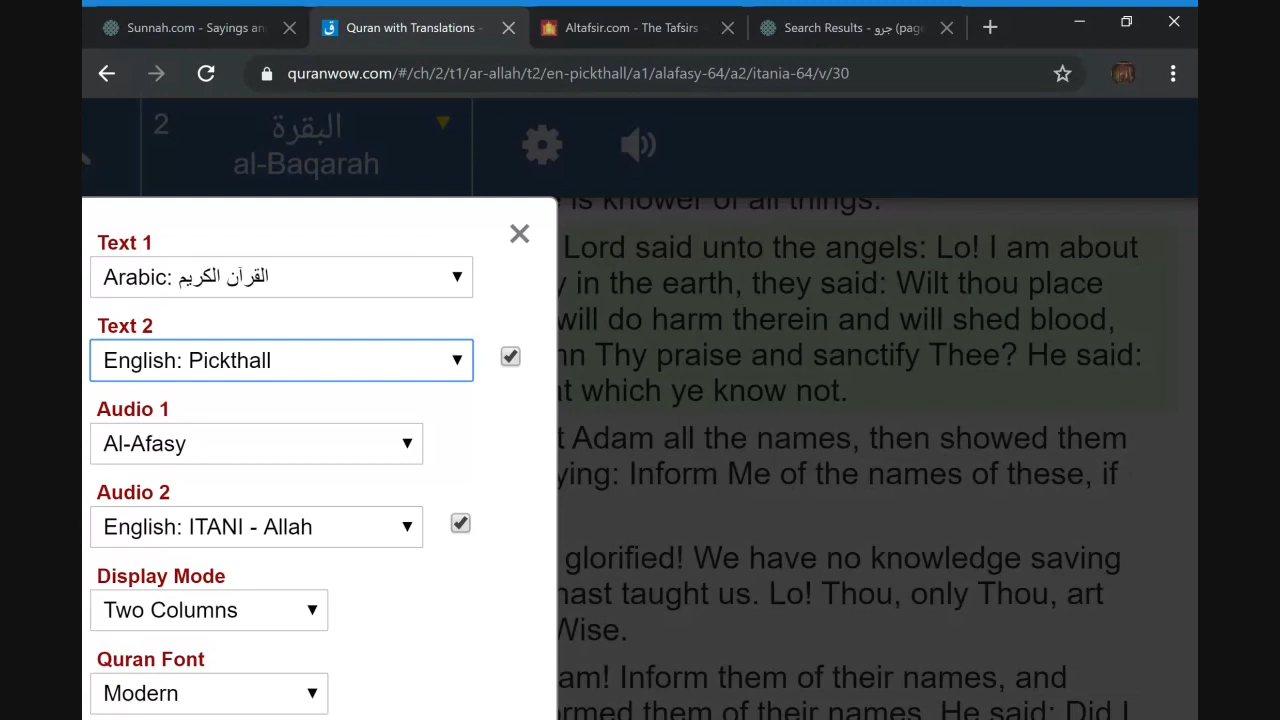 Sunnah.com - Sayings an
Quran with Translations -
Altafsir.com - The Tafsirs
Search Results - جرو (page
quranwow.com/#/ch/2/t1/ar-allah/t2/en-pickthall/a1/alafasy-64/a2/itania-64/v/30
2
البقرة
al-Baqarah
is knower of all things.
Text 1
Arabic: القرآن الكريم
Text 2
English: Pickthall
Audio 1
Al-Afasy
Audio 2
English: ITANI - Allah
Display Mode
Two Columns
Quran Font
Modern
Lord said unto the angels: Lo! I am about
in the earth, they said: Wilt thou place
will do harm therein and will shed blood,
Thy praise and sanctify Thee? He said:
which ye know not.
Adam all the names, then showed them
Inform Me of the names of these, if
glorified! We have no knowledge saving
hast taught us. Lo! Thou, only Thou, art
Wise.
Inform them of their names, and
them of their names, He said: Did I